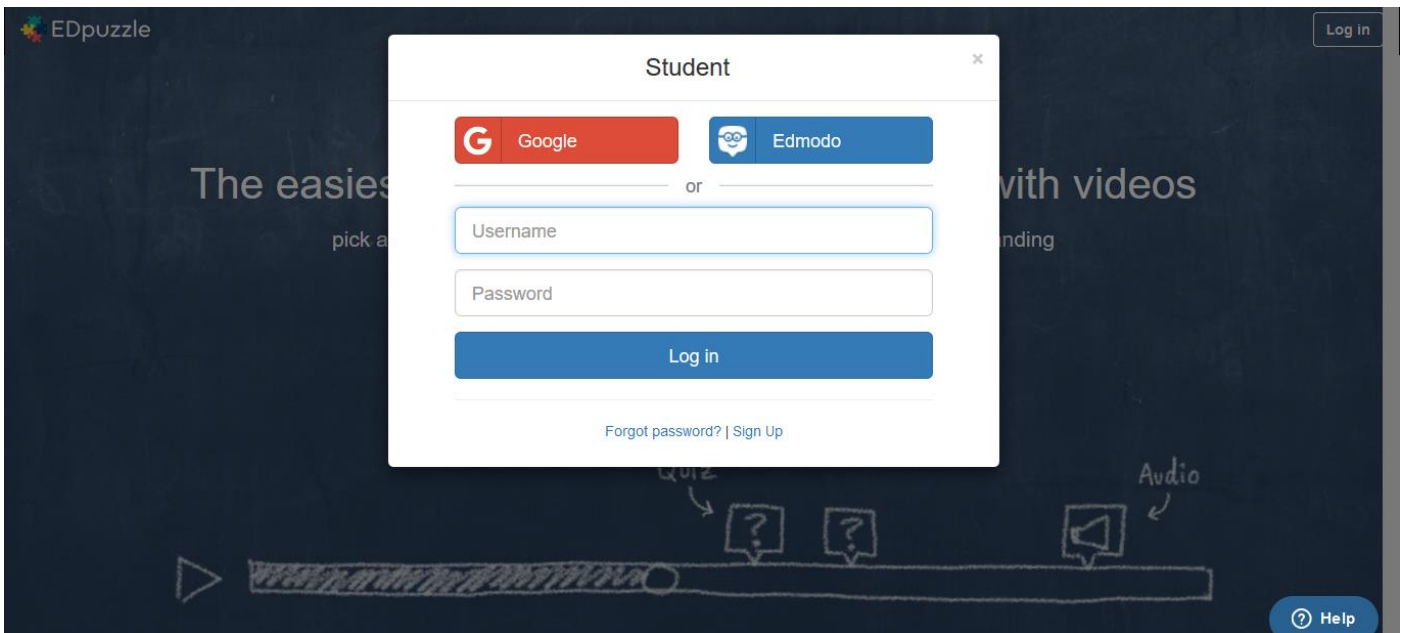 EDpuzzle
Log in
Student
×
Google
Edmodo
or
The easies
with videos
Username
pick a
nding
Password
Log in
Forgot password? | Sign Up
Quiz
Audio
?
?
Help